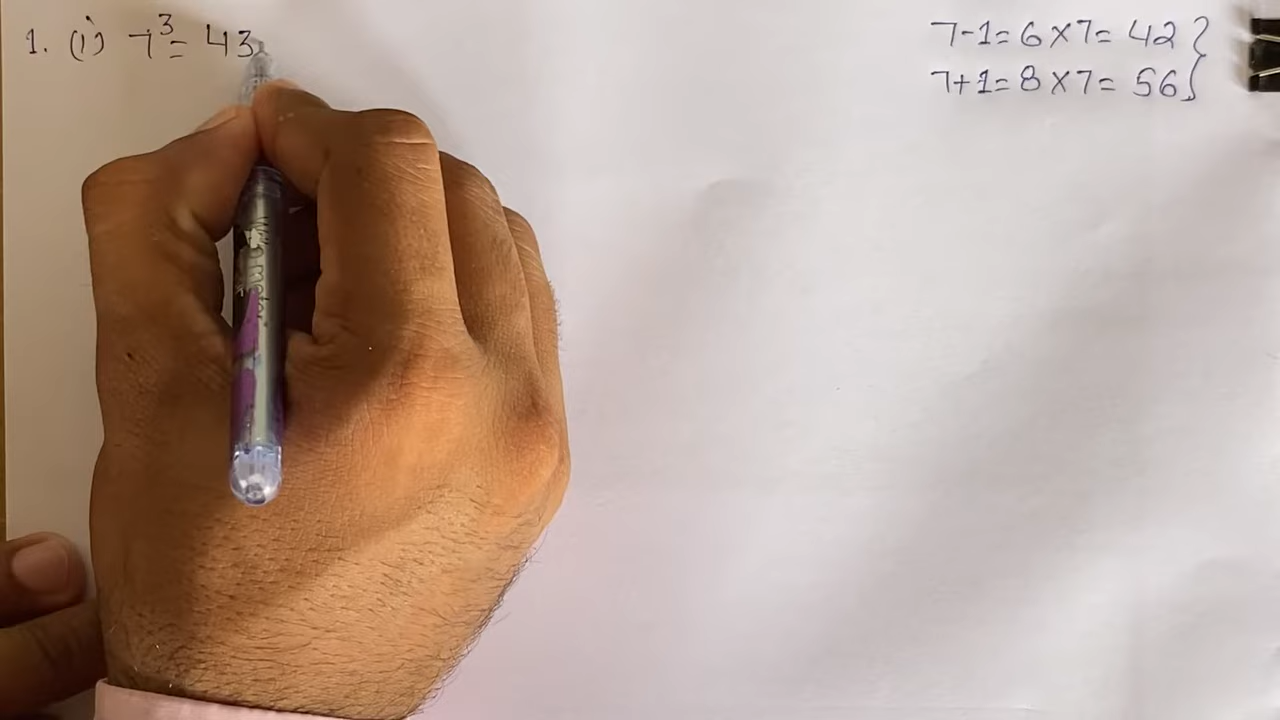 1. (i) 7³ = 43
7-1=6×7= 42 }
7+1=8×7= 56 }